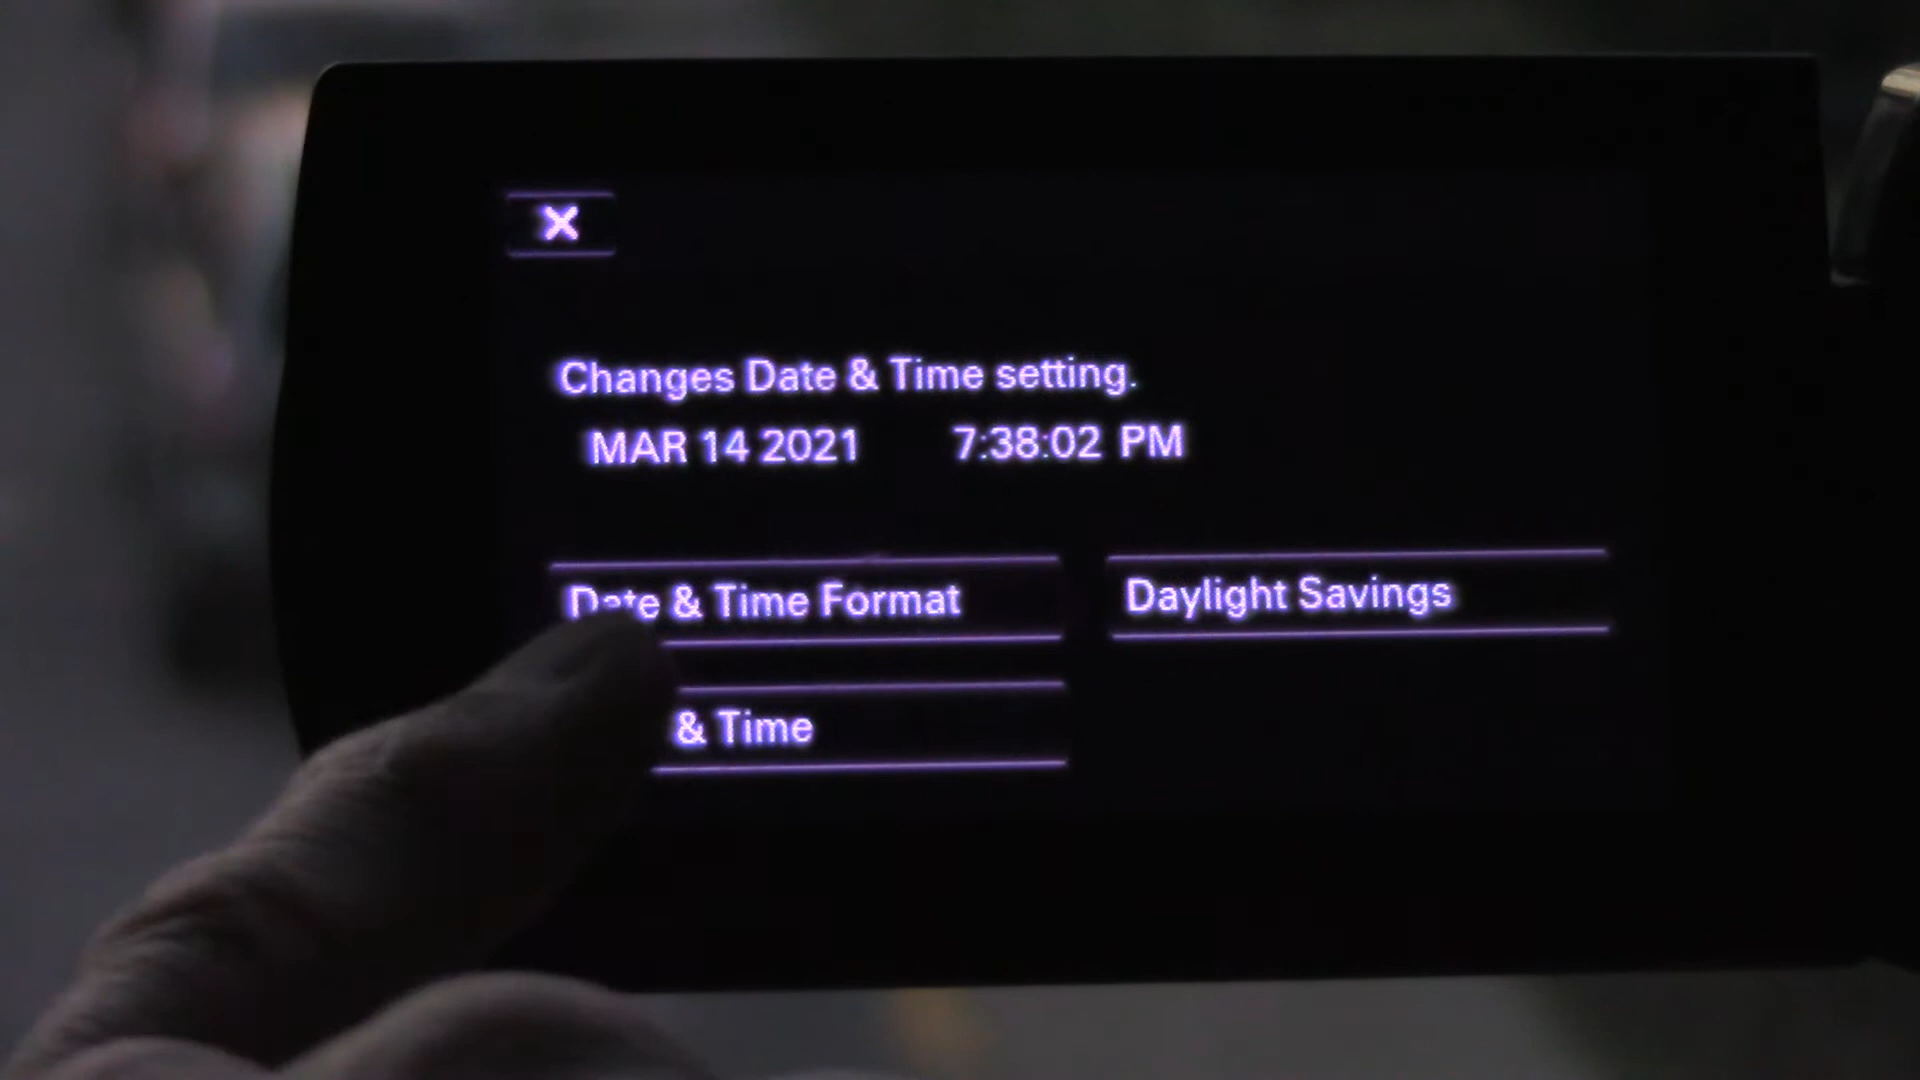 X
Changes Date & Time setting.
MAR 14 2021 7:38:02 PM
Date & Time Format
Daylight Savings
& Time